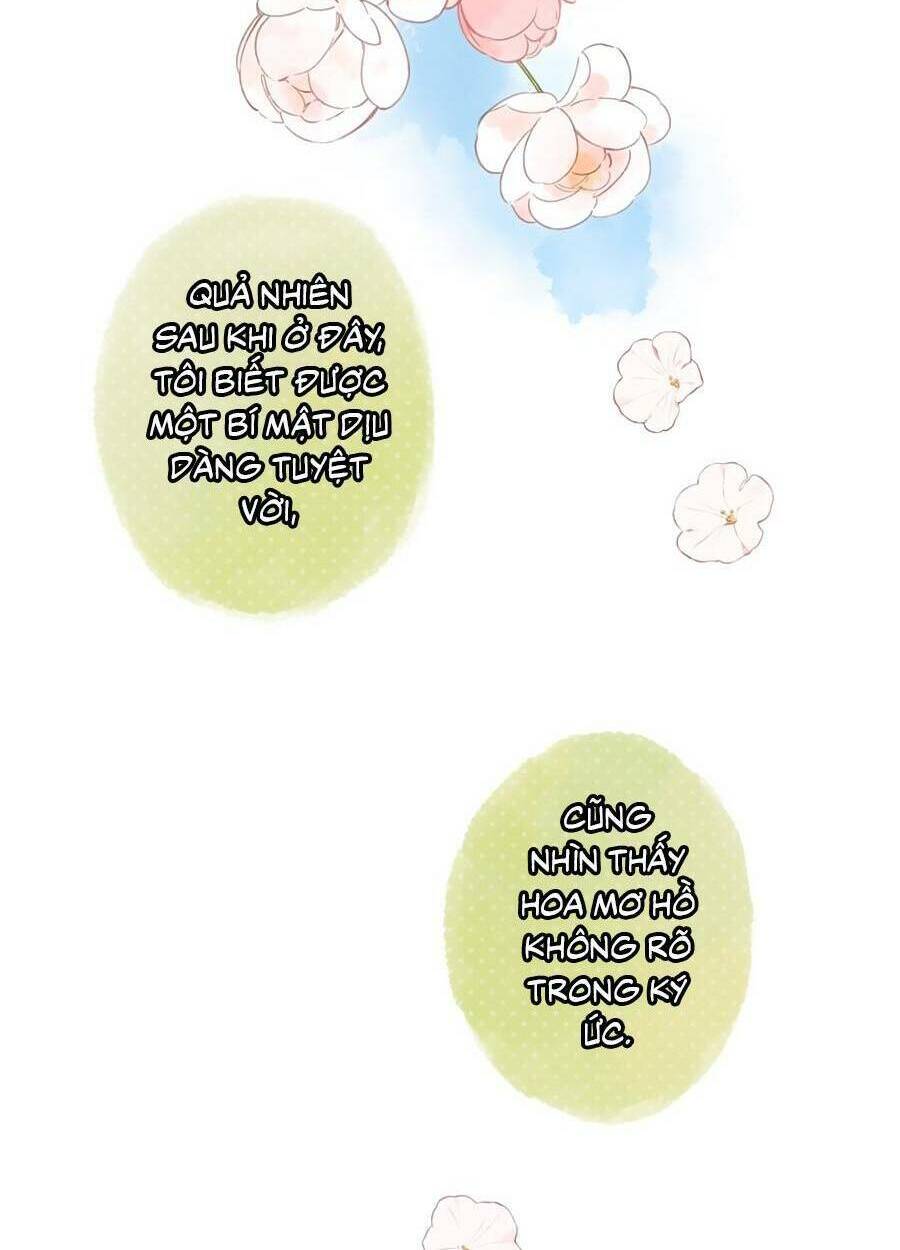 QUẢ NHIÊN
SAU KHI Ở ĐÂY,
TÔI BIẾT ĐƯỢC
MỘT BÍ MẬT DỊU
DÀNG TUYỆT
VỜI,
CŨNG
NHÌN THẤY
HOA MƠ HỒ
KHÔNG RÕ
TRONG KÝ
ỨC.